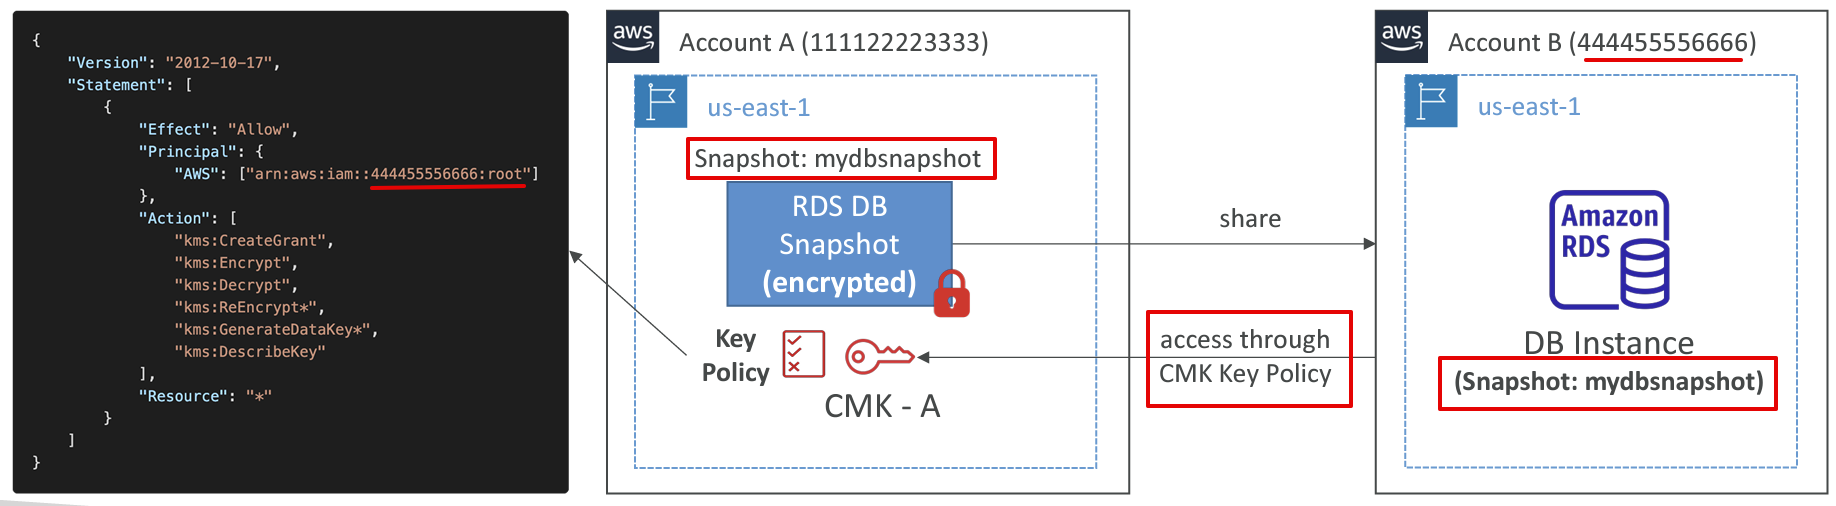 {
    "Version": "2012-10-17",
    "Statement": [
        {
            "Effect": "Allow",
            "Principal": {
                "AWS": ["arn:aws:iam::444455556666:root"]
            },
            "Action": [
                "kms:CreateGrant",
                "kms:Encrypt",
                "kms:Decrypt",
                "kms:ReEncrypt*",
                "kms:GenerateDataKey*",
                "kms:DescribeKey"
            ],
            "Resource": "*"
        }
    ]
}
aws
Account A (111122223333)
us-east-1
Snapshot: mydbsnapshot
RDS DB
Snapshot
(encrypted)
Key
Policy
CMK - A
share
access through
CMK Key Policy
aws
Account B (444455556666)
us-east-1
Amazon
RDS
DB Instance
(Snapshot: mydbsnapshot)